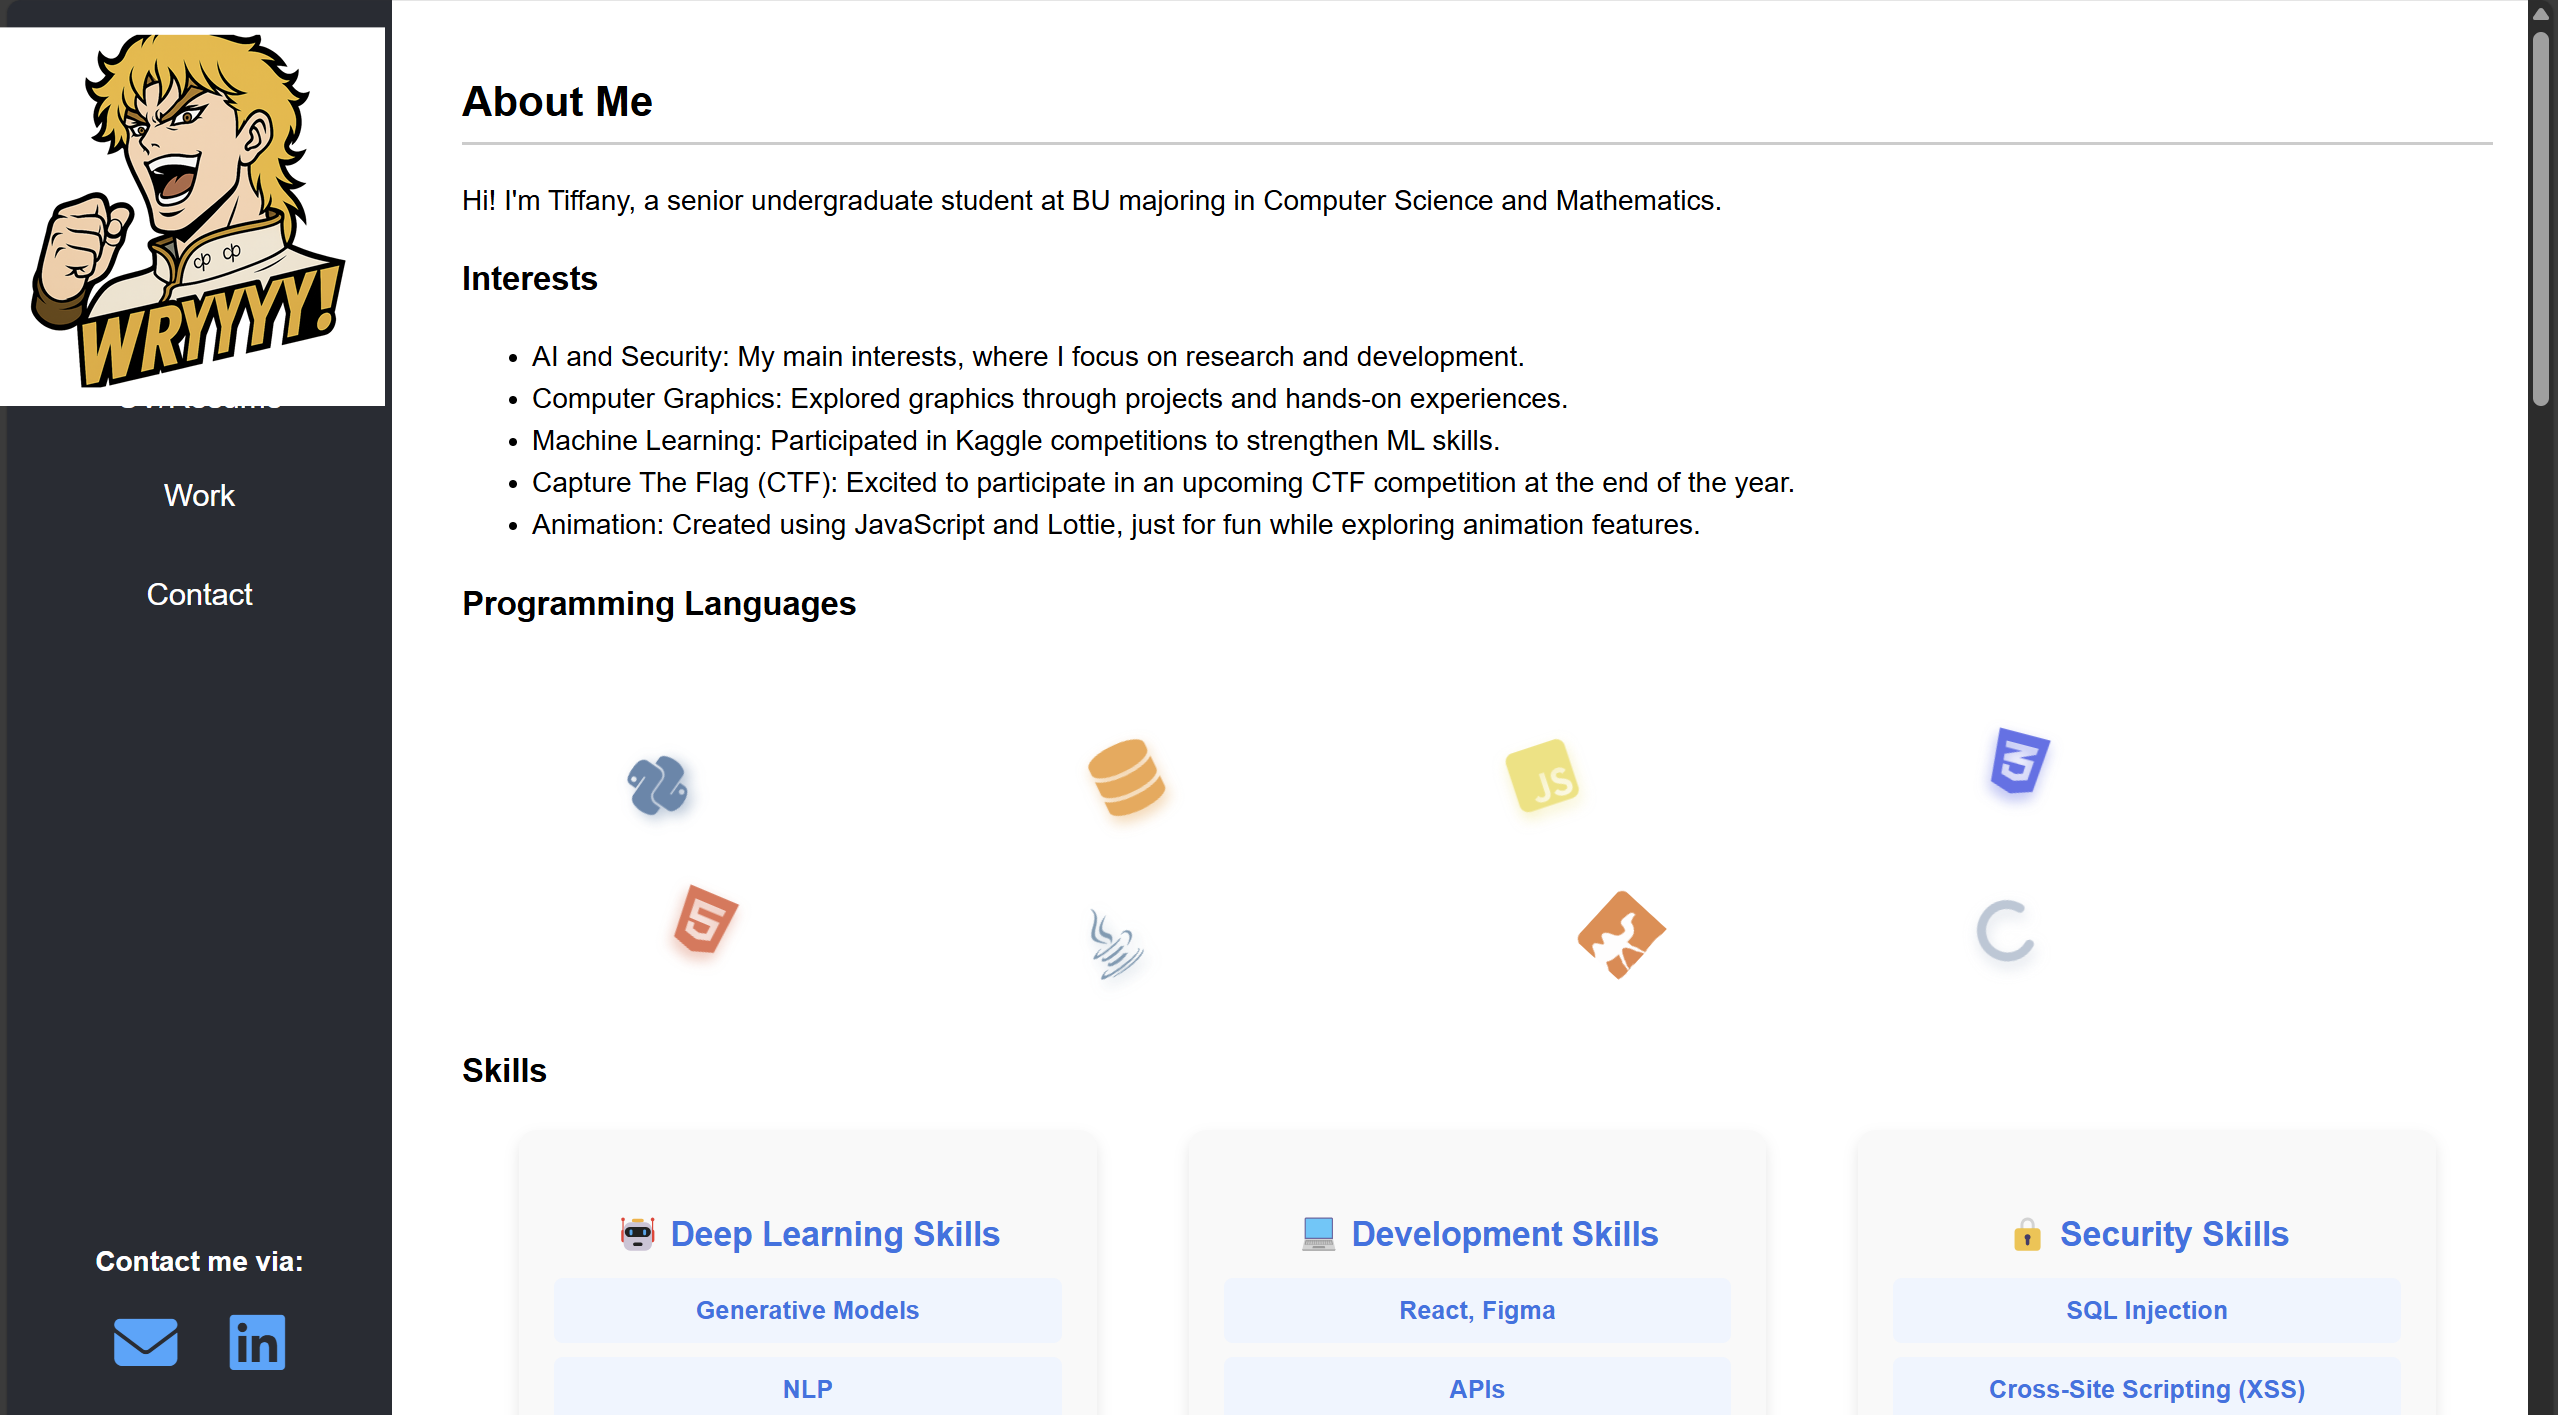 WRYYYY!
Work
Contact
Contact me via:
in
About Me
Hi! I'm Tiffany, a senior undergraduate student at BU majoring in Computer Science and Mathematics.
Interests
• AI and Security: My main interests, where I focus on research and development.
• Computer Graphics: Explored graphics through projects and hands-on experiences.
• Machine Learning: Participated in Kaggle competitions to strengthen ML skills.
• Capture The Flag (CTF): Excited to participate in an upcoming CTF competition at the end of the year.
• Animation: Created using JavaScript and Lottie, just for fun while exploring animation features.
Programming Languages
JS
Skills
Deep Learning Skills
Generative Models
NLP
Development Skills
React, Figma
APIs
Security Skills
SQL Injection
Cross-Site Scripting (XSS)